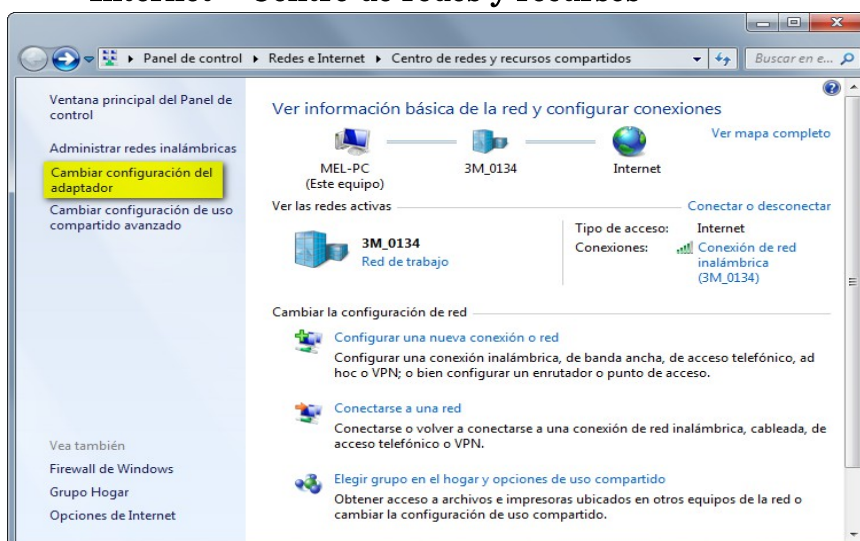 Panel de control ▸ Redes e Internet ▸ Centro de redes y recursos compartidos
Buscar en e...
Ventana principal del Panel de
control
Administrar redes inalámbricas
Cambiar configuración del
adaptador
Cambiar configuración de uso
compartido avanzado
Vea también
Firewall de Windows
Grupo Hogar
Opciones de Internet
Ver información básica de la red y configurar conexiones
MEL-PC
(Este equipo)
3M_0134
Internet
Ver mapa completo
Ver las redes activas
Conectar o desconectar
3M_0134
Red de trabajo
Tipo de acceso: Internet
Conexiones: Conexión de red
inalámbrica
(3M_0134)
Cambiar la configuración de red
Configurar una nueva conexión o red
Configurar una conexión inalámbrica, de banda ancha, de acceso telefónico, ad
hoc o VPN; o bien configurar un enrutador o punto de acceso.
Conectarse a una red
Conectarse o volver a conectarse a una conexión de red inalámbrica, cableada, de
acceso telefónico o VPN.
Elegir grupo en el hogar y opciones de uso compartido
Obtener acceso a archivos e impresoras ubicados en otros equipos de la red o
cambiar la configuración de uso compartido.